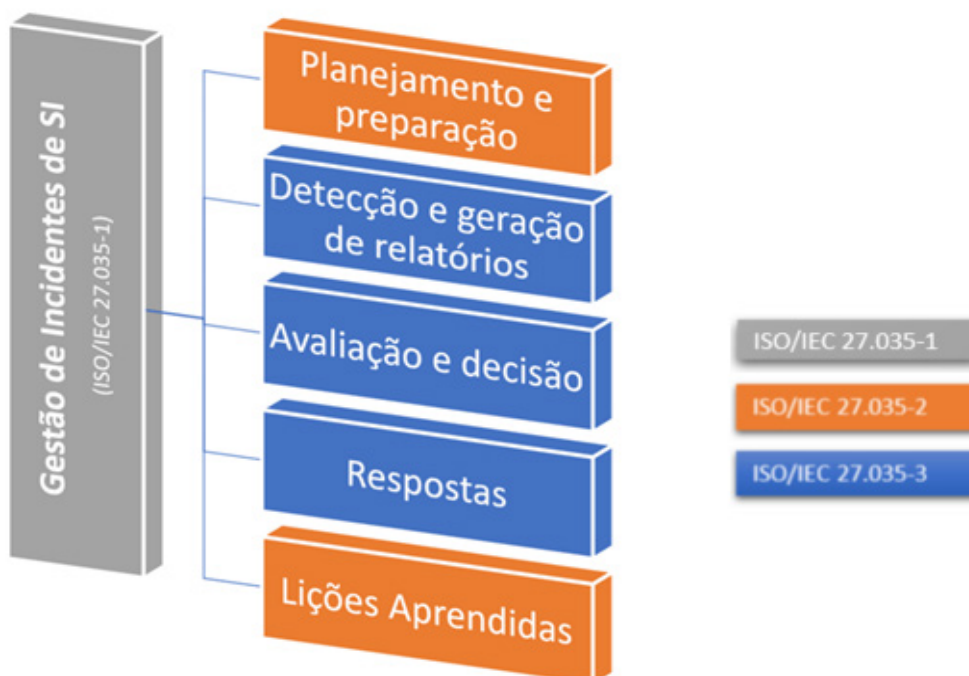 Gestão de Incidentes de SI
(ISO/IEC 27.035-1)
Planejamento e
preparação
Detecção e geração
de relatórios
Avaliação e decisão
Respostas
Lições Aprendidas
ISO/IEC 27.035-1
ISO/IEC 27.035-2
ISO/IEC 27.035-3